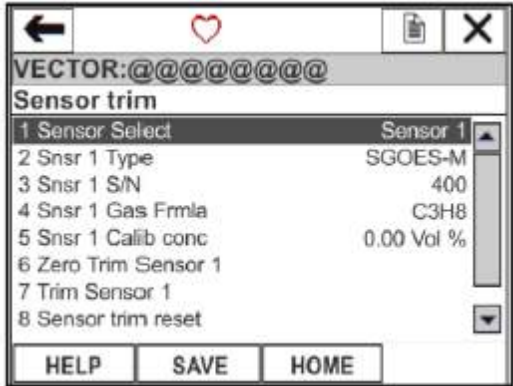 VECTOR:@@@@@@@@
Sensor trim
1 Sensor Select Sensor 1
2 Snsr 1 Type SGOES-M
3 Snsr 1 S/N 400
4 Snsr 1 Gas Frmla C3H8
5 Snsr 1 Calib conc 0.00 Vol %
6 Zero Trim Sensor 1
7 Trim Sensor 1
8 Sensor trim reset
HELP SAVE HOME